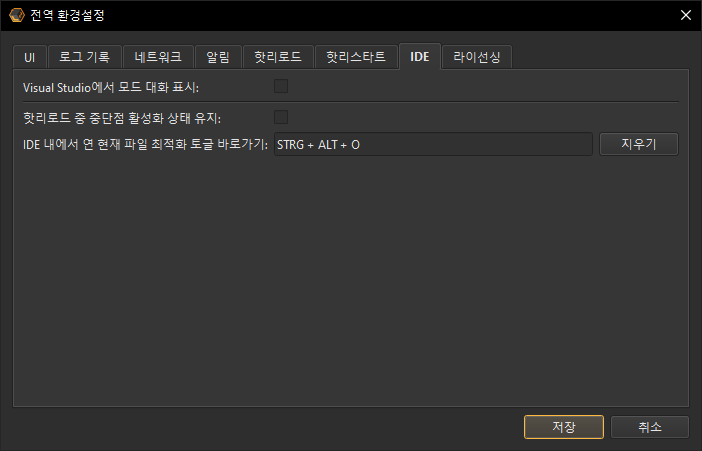 전역 환경설정
UI 로그 기록 네트워크 알림 핫리로드 핫리스타트 IDE 라이선싱
Visual Studio에서 모드 대화 표시:
핫리로드 중 중단점 활성화 상태 유지:
IDE 내에서 연 현재 파일 최적화 토글 바로가기: STRG + ALT + O 지우기
저장 취소